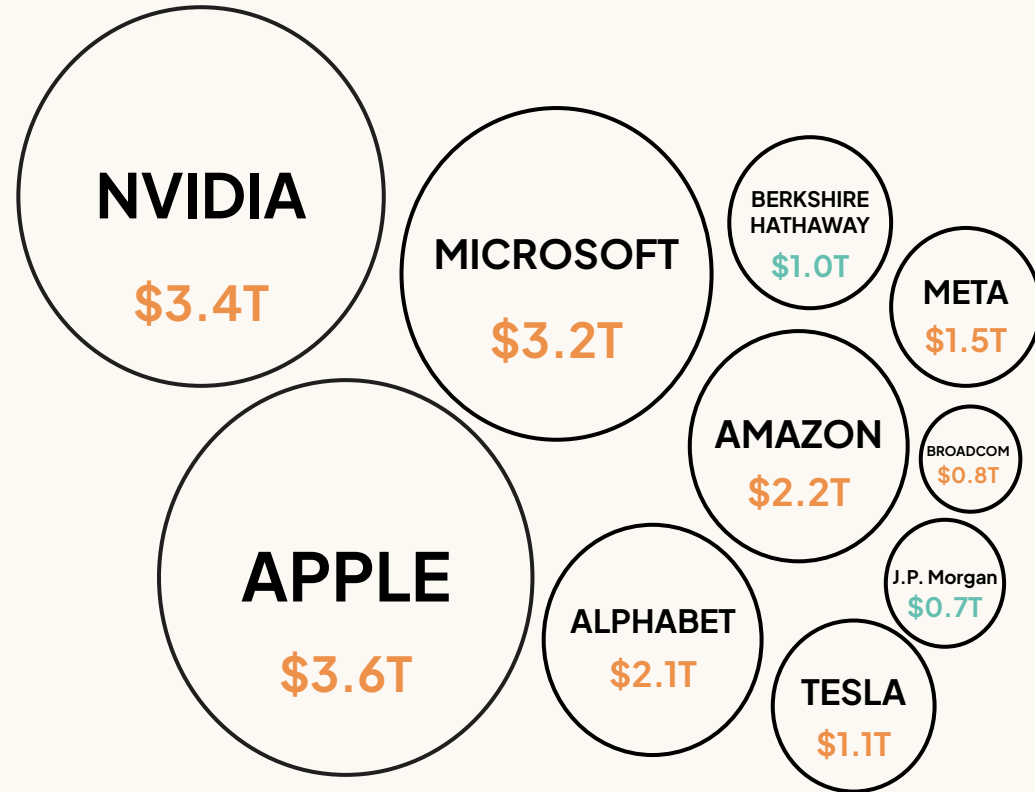 NVIDIA
$3.4T
MICROSOFT
$3.2T
BERKSHIRE
HATHAWAY
$1.0T
META
$1.5T
AMAZON
$2.2T
BROADCOM
$0.8T
APPLE
$3.6T
ALPHABET
$2.1T
J.P. Morgan
$0.7T
TESLA
$1.1T